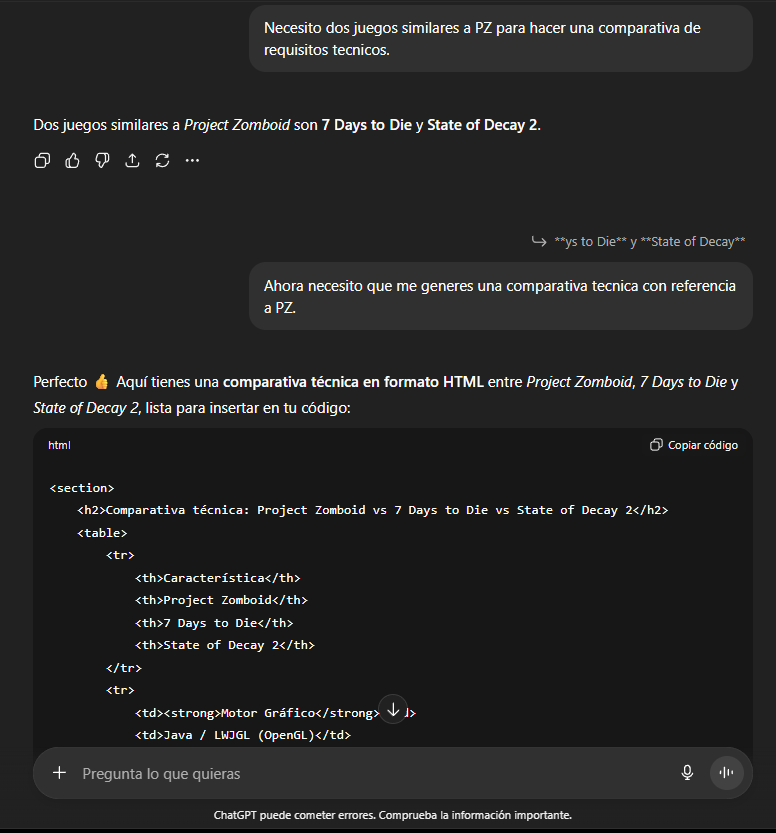 Necesito dos juegos similares a PZ para hacer una comparativa de
requisitos tecnicos.
Dos juegos similares a Project Zomboid son 7 Days to Die y State of Decay 2.
**ys to Die** y **State of Decay**
Ahora necesito que me generes una comparativa tecnica con referencia
a PZ.
Perfecto 👍 Aquí tienes una comparativa técnica en formato HTML entre Project Zomboid, 7 Days to Die y
State of Decay 2, lista para insertar en tu código:
html
Copiar código
<section>
<h2>Comparativa técnica: Project Zomboid vs 7 Days to Die vs State of Decay 2</h2>
<table>
<tr>
<th>Característica</th>
<th>Project Zomboid</th>
<th>7 Days to Die</th>
<th>State of Decay 2</th>
</tr>
<tr>
<td><strong>Motor Gráfico</strong>d>
<td>Java / LWJGL (OpenGL)</td>
Pregunta lo que quieras
ChatGPT puede cometer errores. Comprueba la información importante.